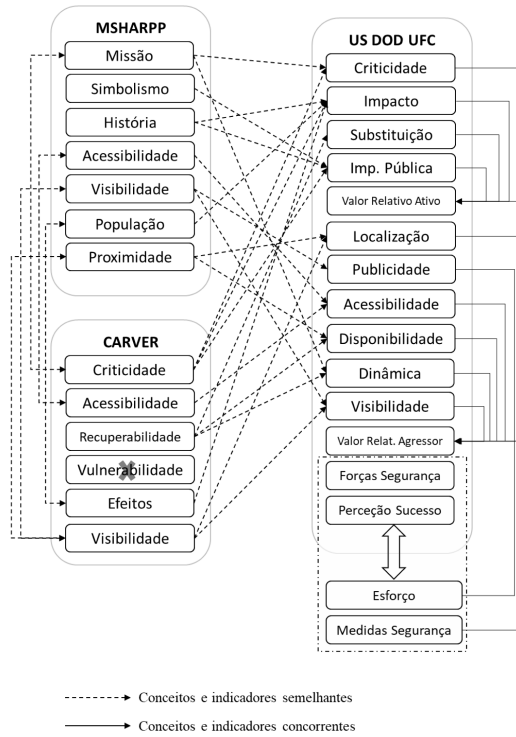 MSHARPP
Missão
Simbolismo
História
Acessibilidade
Visibilidade
População
Proximidade
CARVER
Criticidade
Acessibilidade
Recuperabilidade
Vulnerabilidade
Efeitos
Visibilidade
US DOD UFC
Criticidade
Impacto
Substituição
Imp. Pública
Valor Relativo Ativo
Localização
Publicidade
Acessibilidade
Disponibilidade
Dinâmica
Visibilidade
Valor Relat. Agressor
Forças Segurança
Perceção Sucesso
Esforço
Medidas Segurança
Conceitos e indicadores semelhantes
Conceitos e indicadores concorrentes